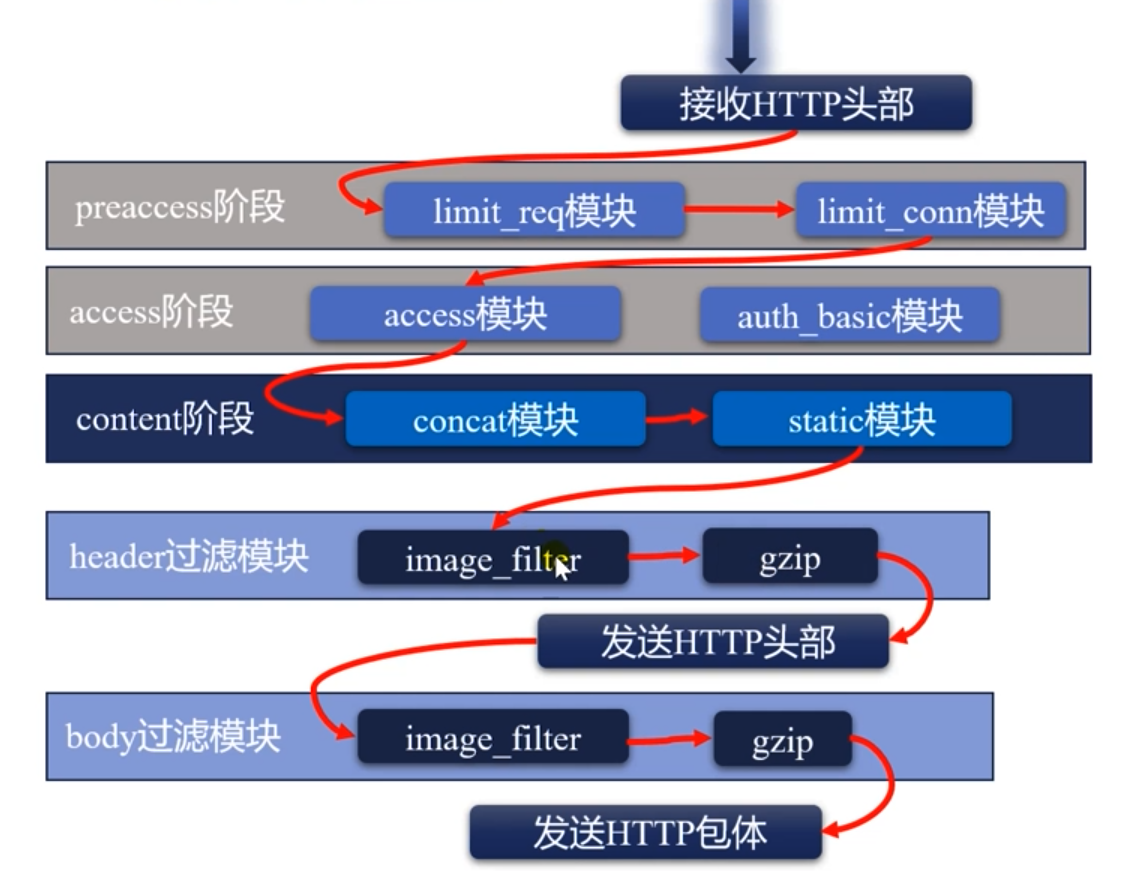 接收HTTP头部
preaccess阶段
limit_req模块
limit_conn模块
access阶段
access模块
auth_basic模块
content阶段
concat模块
static模块
header过滤模块
image_filter
gzip
发送HTTP头部
body过滤模块
image_filter
gzip
发送HTTP包体